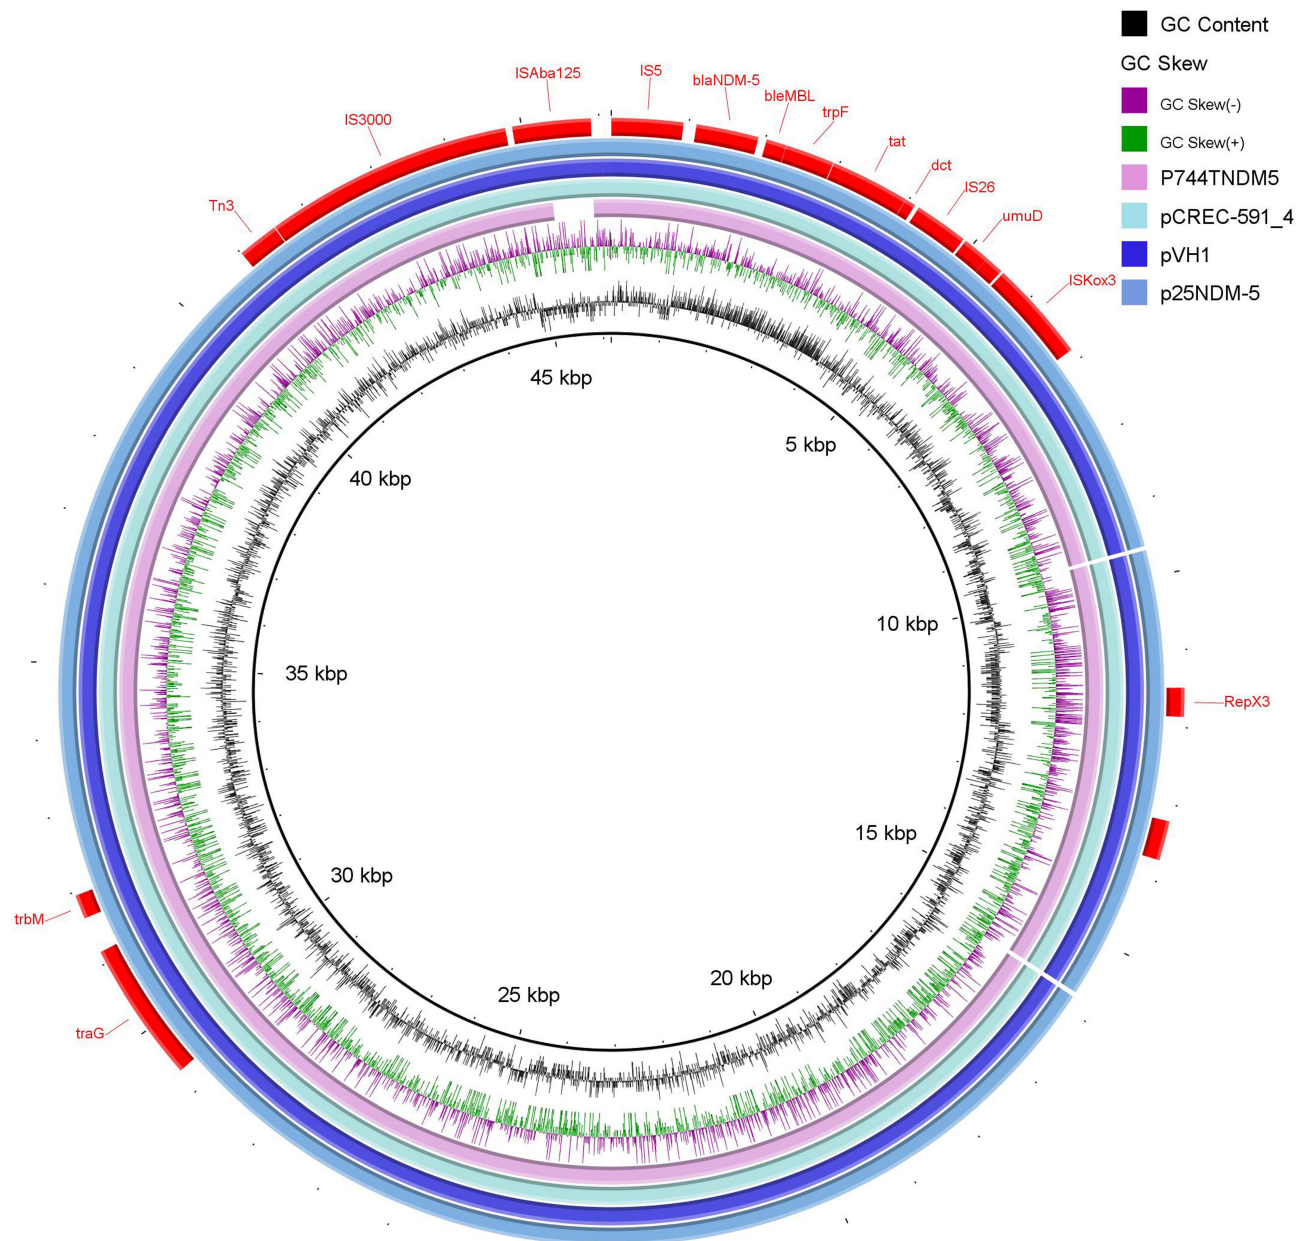 GC Content
GC Skew
GC Skew(-)
GC Skew(+)
P744TNDM5
pCREC-591_4
pVH1
p25NDM-5
ISAba125
IS5
blaNDM-5
bleMBL
trpF
tat
dct
IS26
umuD
ISKox3
IS3000
Tn3
RepX3
trbM
traG
45 kbp
5 kbp
40 kbp
10 kbp
35 kbp
15 kbp
30 kbp
20 kbp
25 kbp